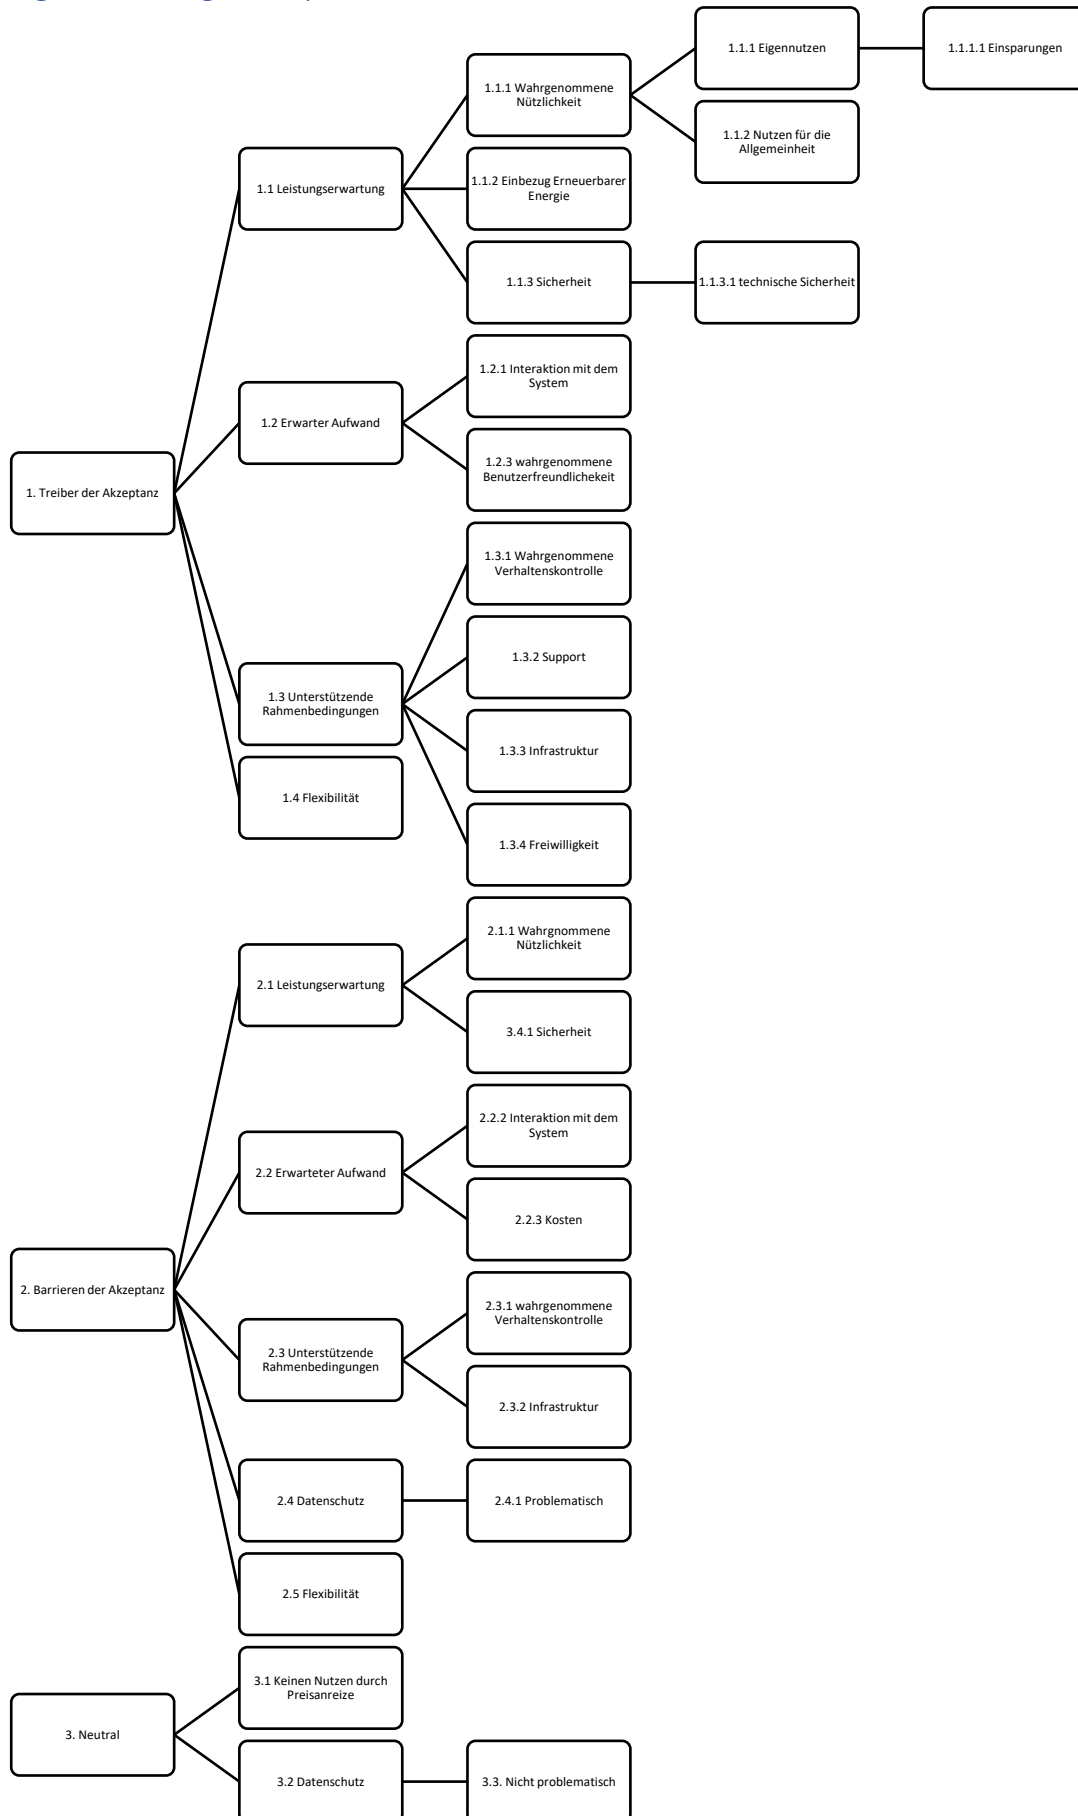 1. Treiber der Akzeptanz
1.1 Leistungserwartung
1.1.1 Wahrgenommene
Nützlichkeit
1.1.1 Eigennutzen
1.1.1.1 Einsparungen
1.1.2 Nutzen für die
Allgemeinheit
1.1.2 Einbezug Erneuerbarer
Energie
1.1.3 Sicherheit
1.1.3.1 technische Sicherheit
1.2 Erwarter Aufwand
1.2.1 Interaktion mit dem
System
1.2.3 wahrgenommene
Benutzerfreundlichekeit
1.3 Unterstützende
Rahmenbedingungen
1.3.1 Wahrgenommene
Verhaltenskontrolle
1.3.2 Support
1.3.3 Infrastruktur
1.3.4 Freiwilligkeit
1.4 Flexibilität
2. Barrieren der Akzeptanz
2.1 Leistungserwartung
2.1.1 Wahrgnommene
Nützlichkeit
3.4.1 Sicherheit
2.2 Erwarteter Aufwand
2.2.2 Interaktion mit dem
System
2.2.3 Kosten
2.3 Unterstützende
Rahmenbedingungen
2.3.1 wahrgenommene
Verhaltenskontrolle
2.3.2 Infrastruktur
2.4 Datenschutz
2.4.1 Problematisch
2.5 Flexibilität
3. Neutral
3.1 Keinen Nutzen durch
Preisanreize
3.2 Datenschutz
3.3. Nicht problematisch